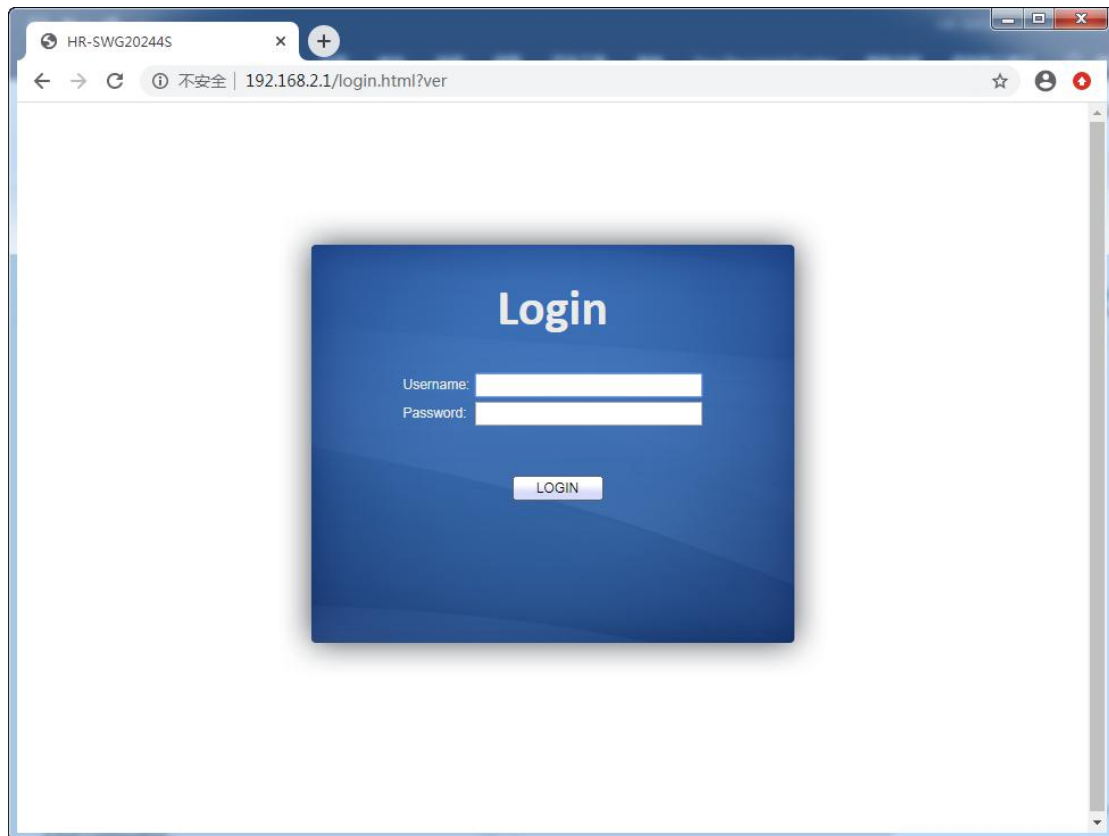 HR-SWG20244S
不安全 192.168.2.1/login.html?ver
Login
Username:
Password:
LOGIN